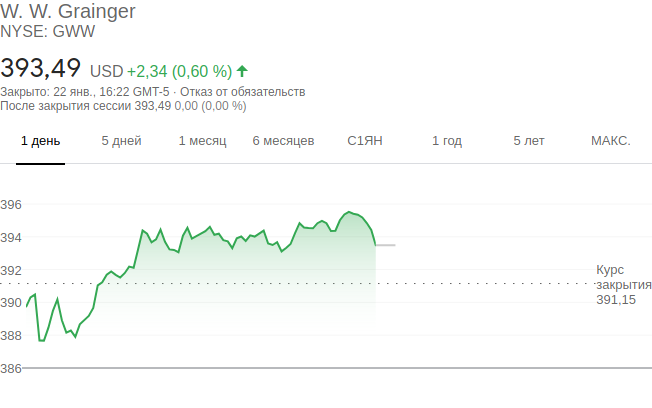 W. W. Grainger
NYSE: GWW
393,49 USD +2,34 (0,60 %)
Закрыто: 22 янв., 16:22 GMT-5 · Отказ от обязательств
После закрытия сессии 393,49 0,00 (0,00 %)
1 день 5 дней 1 месяц 6 месяцев С1ЯН 1 год 5 лет МАКС.
396
394
392
390
388
386
Курс
закрытия
391,15